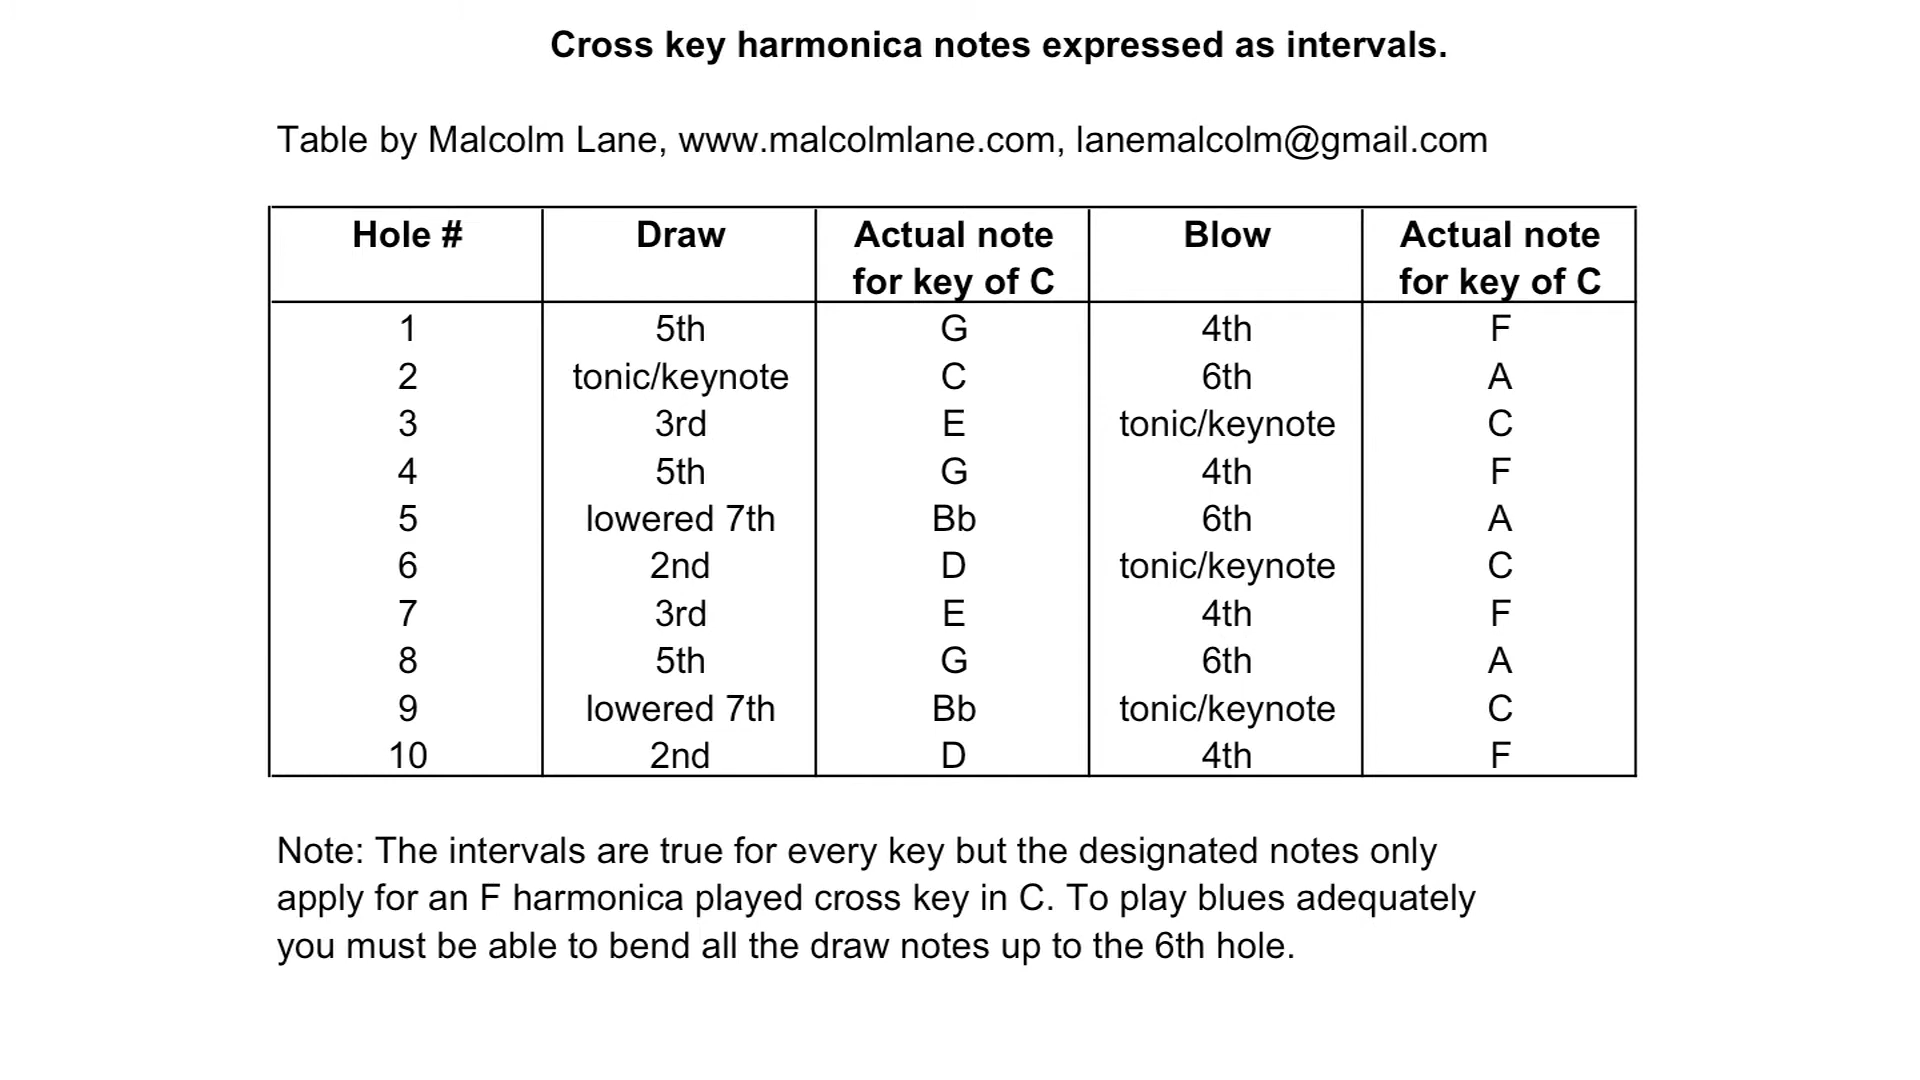 Cross key harmonica notes expressed as intervals.
Table by Malcolm Lane, www.malcolmlane.com, lanemalcolm@gmail.com
Hole # Draw Actual note for key of C Blow Actual note for key of C
1 5th G 4th F
2 tonic/keynote C 6th A
3 3rd E tonic/keynote C
4 5th G 4th F
5 lowered 7th Bb 6th A
6 2nd D tonic/keynote C
7 3rd E 4th F
8 5th G 6th A
9 lowered 7th Bb tonic/keynote C
10 2nd D 4th F
Note: The intervals are true for every key but the designated notes only
apply for an F harmonica played cross key in C. To play blues adequately
you must be able to bend all the draw notes up to the 6th hole.